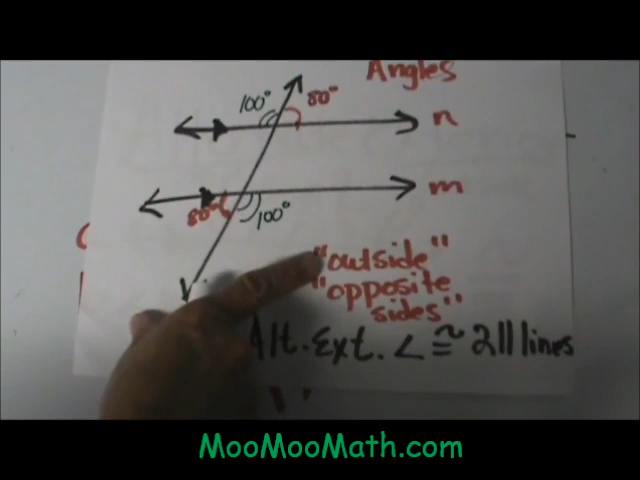 Angles
100° 80°
n
m
80° 100°
"outside"
"opposite
sides"
Alt. Ext. < ≅ 2 || lines
MooMooMath.com